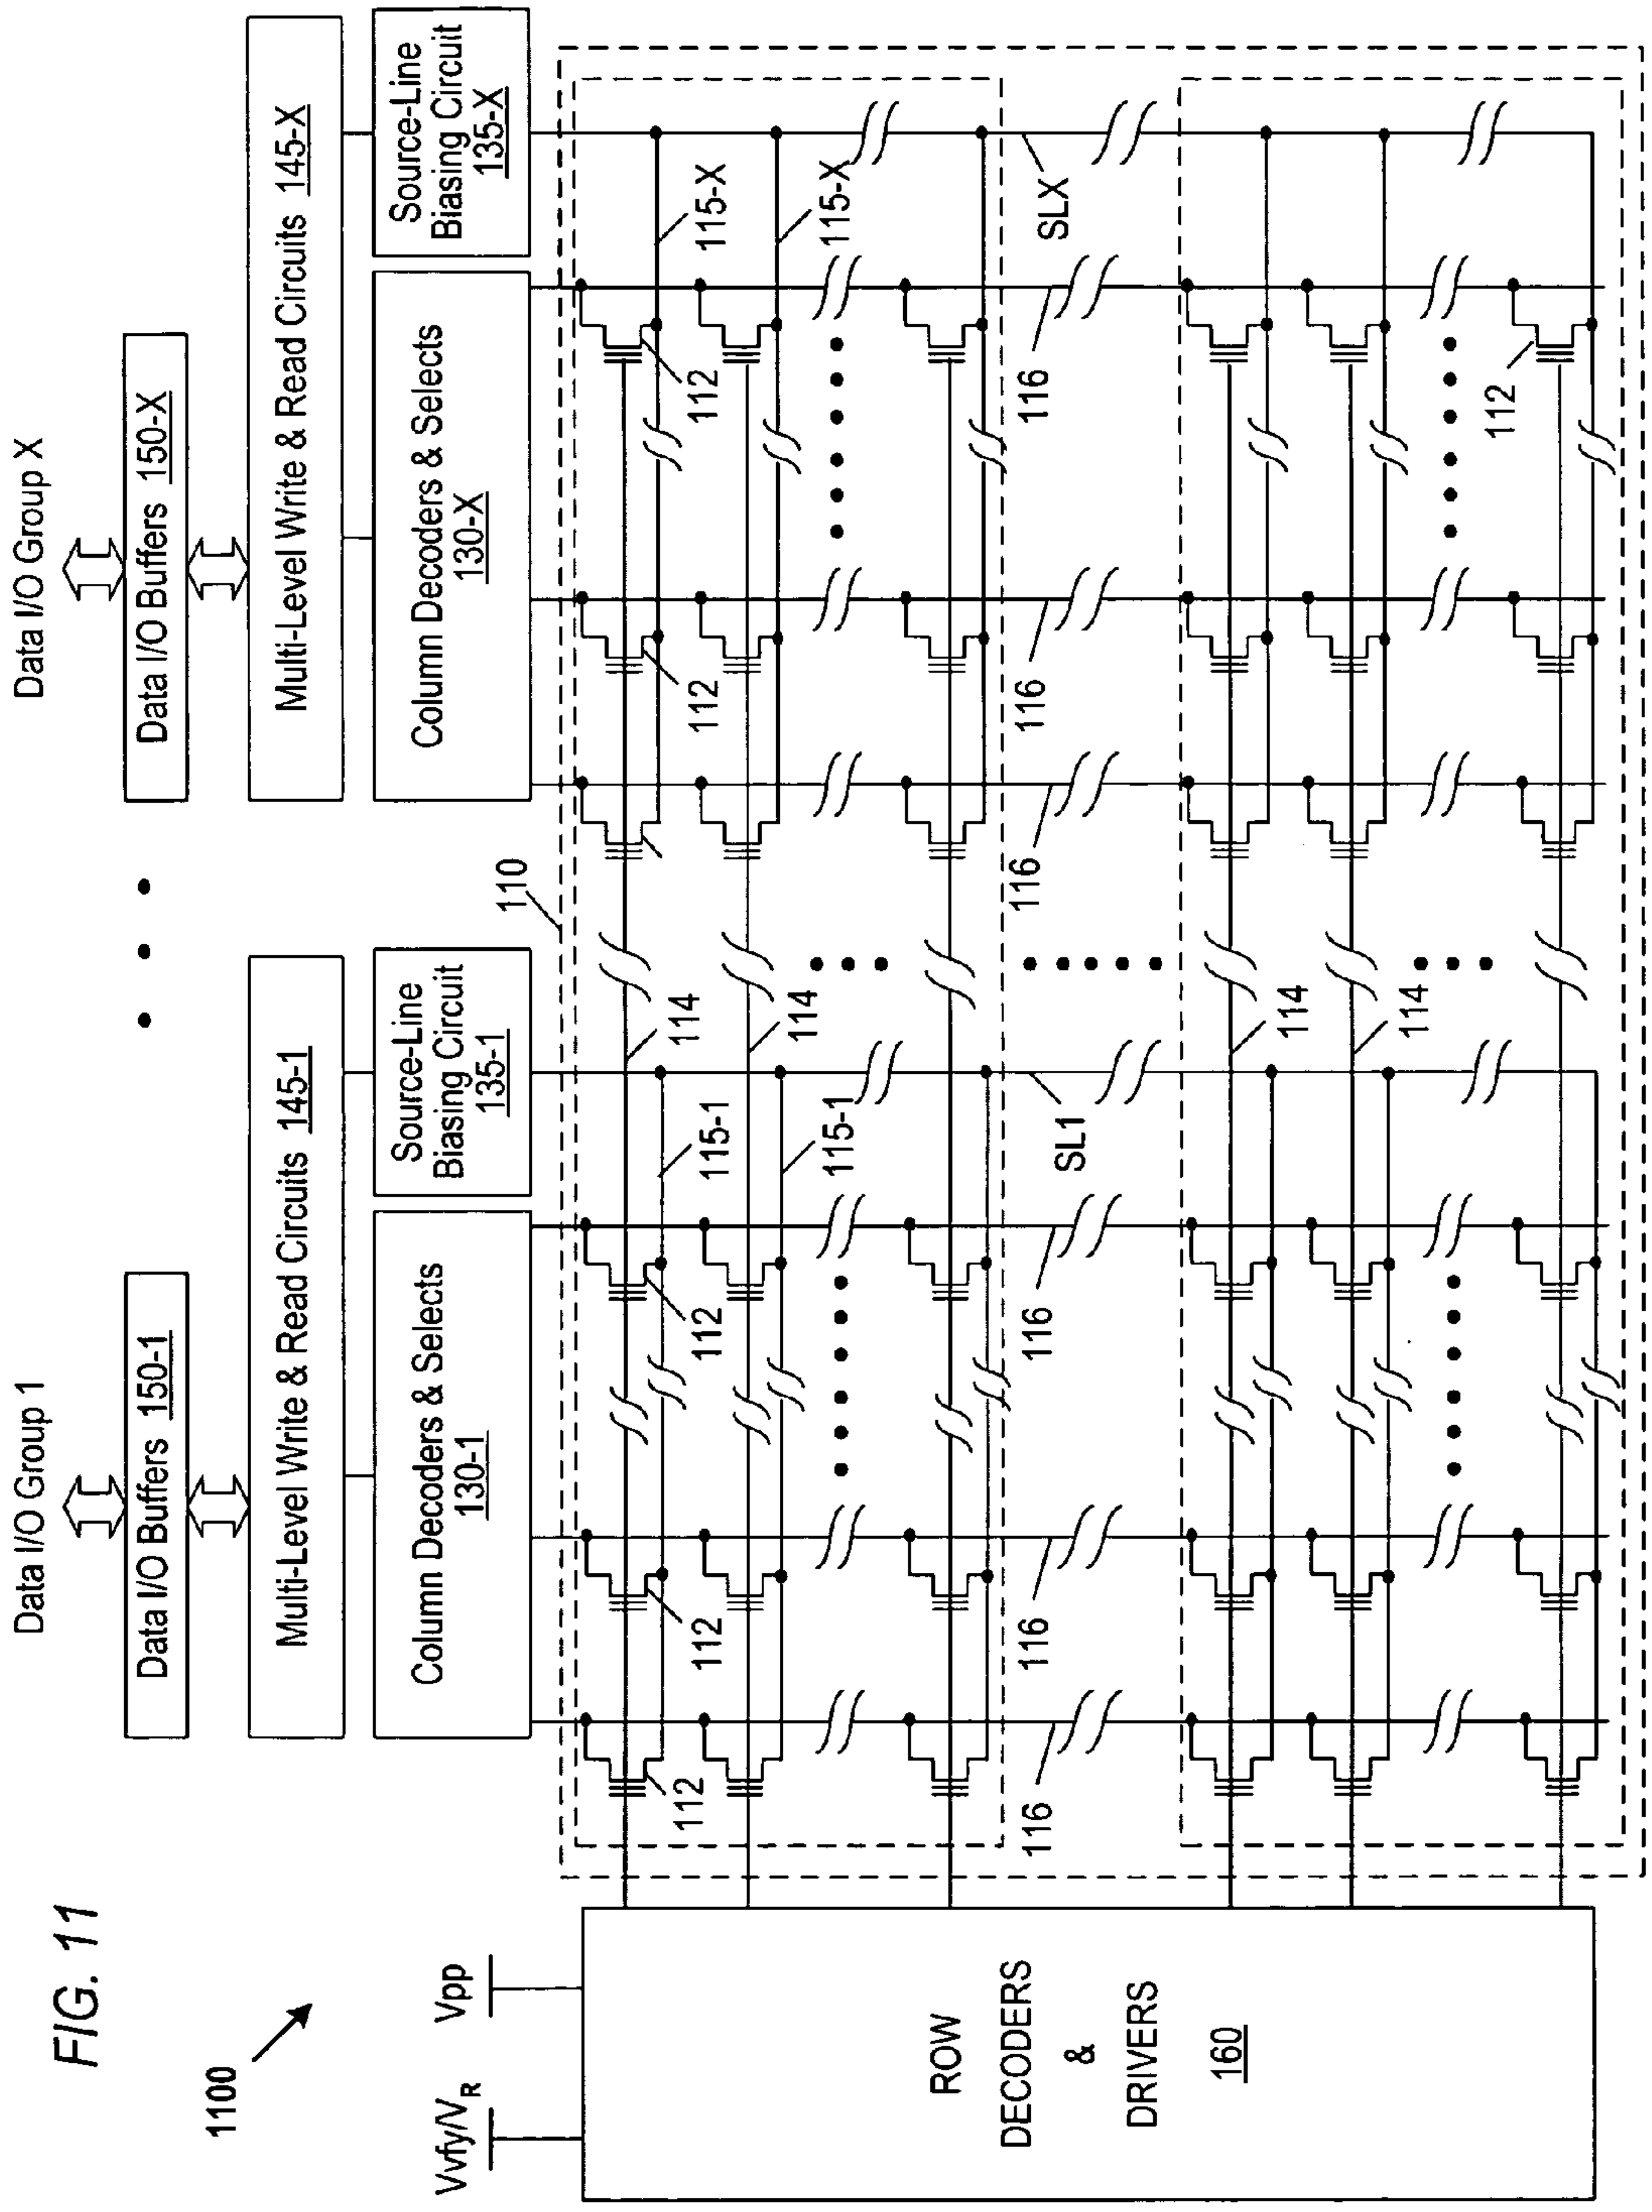 FIG. 11
1100
Data I/O Group 1
Data I/O Group X
Data I/O Buffers 150-1
Data I/O Buffers 150-X
Multi-Level Write & Read Circuits 145-1
Multi-Level Write & Read Circuits 145-X
Column Decoders & Selects
130-1
Source-Line
Biasing Circuit
135-1
Column Decoders & Selects
130-X
Source-Line
Biasing Circuit
135-X
Vvfy/VR
Vpp
110
112
112
112
115-1
114
112
112
115-X
115-1
114
115-X
ROW
DECODERS
&
DRIVERS
160
116
116
116
SL1
116
116
116
SLX
114
114
112